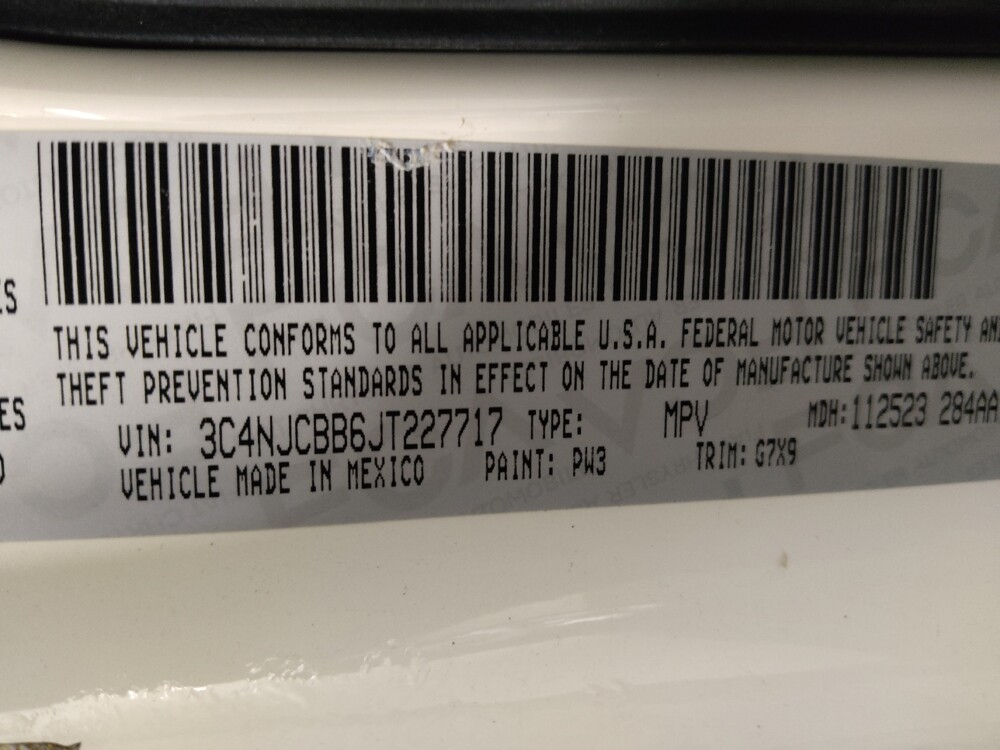 THIS VEHICLE CONFORMS TO ALL APPLICABLE U.S.A. FEDERAL MOTOR VEHICLE SAFETY AN
THEFT PREVENTION STANDARDS IN EFFECT ON THE DATE OF MANUFACTURE SHOWN ABOVE.
VIN: 3C4NJCBB6JT227717 TYPE: MPV MDH:112523 284AA
VEHICLE MADE IN MEXICO PAINT: PW3 TRIM: G7X9